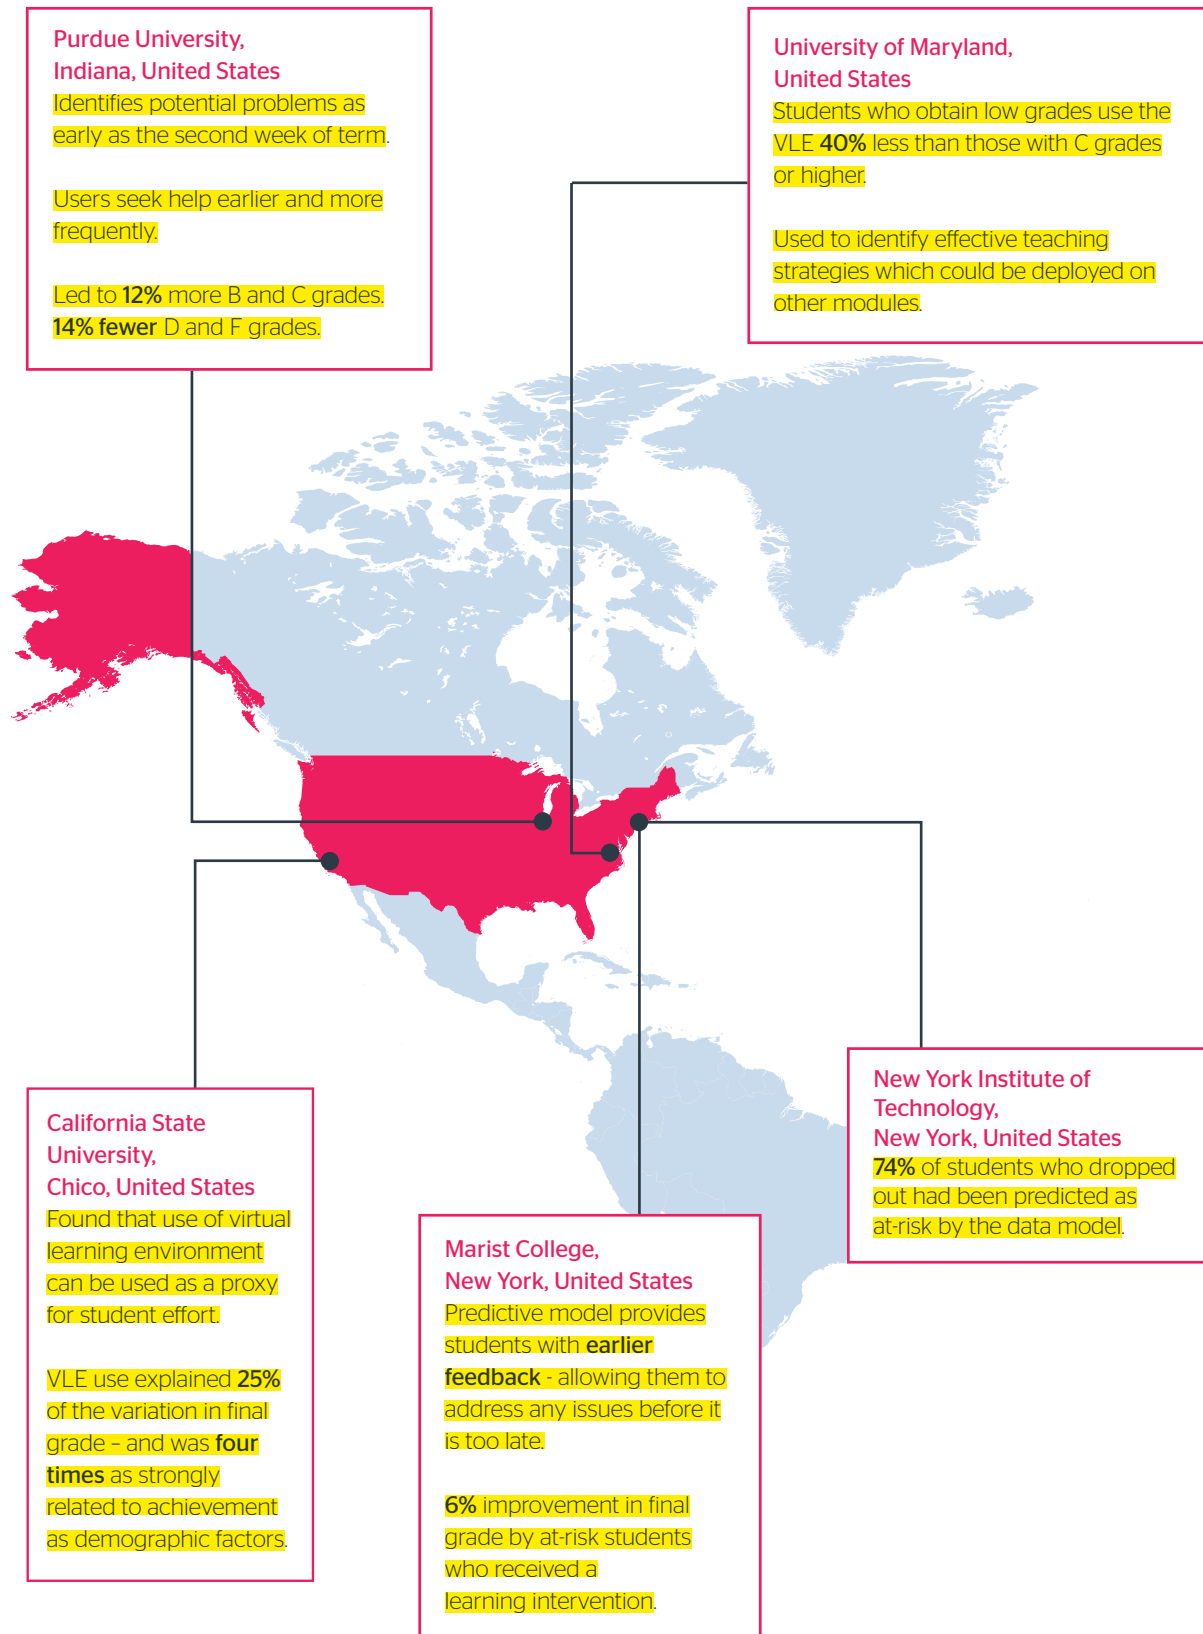 Purdue University,
Indiana, United States
Identifies potential problems as
early as the second week of term.
Users seek help earlier and more
frequently.
Led to 12% more B and C grades.
14% fewer D and F grades.
University of Maryland,
United States
Students who obtain low grades use the
VLE 40% less than those with C grades
or higher.
Used to identify effective teaching
strategies which could be deployed on
other modules.
California State
University,
Chico, United States
Found that use of virtual
learning environment
can be used as a proxy
for student effort.
VLE use explained 25%
of the variation in final
grade – and was four
times as strongly
related to achievement
as demographic factors.
Marist College,
New York, United States
Predictive model provides
students with earlier
feedback - allowing them to
address any issues before it
is too late.
6% improvement in final
grade by at-risk students
who received a
learning intervention.
New York Institute of
Technology,
New York, United States
74% of students who dropped
out had been predicted as
at-risk by the data model.